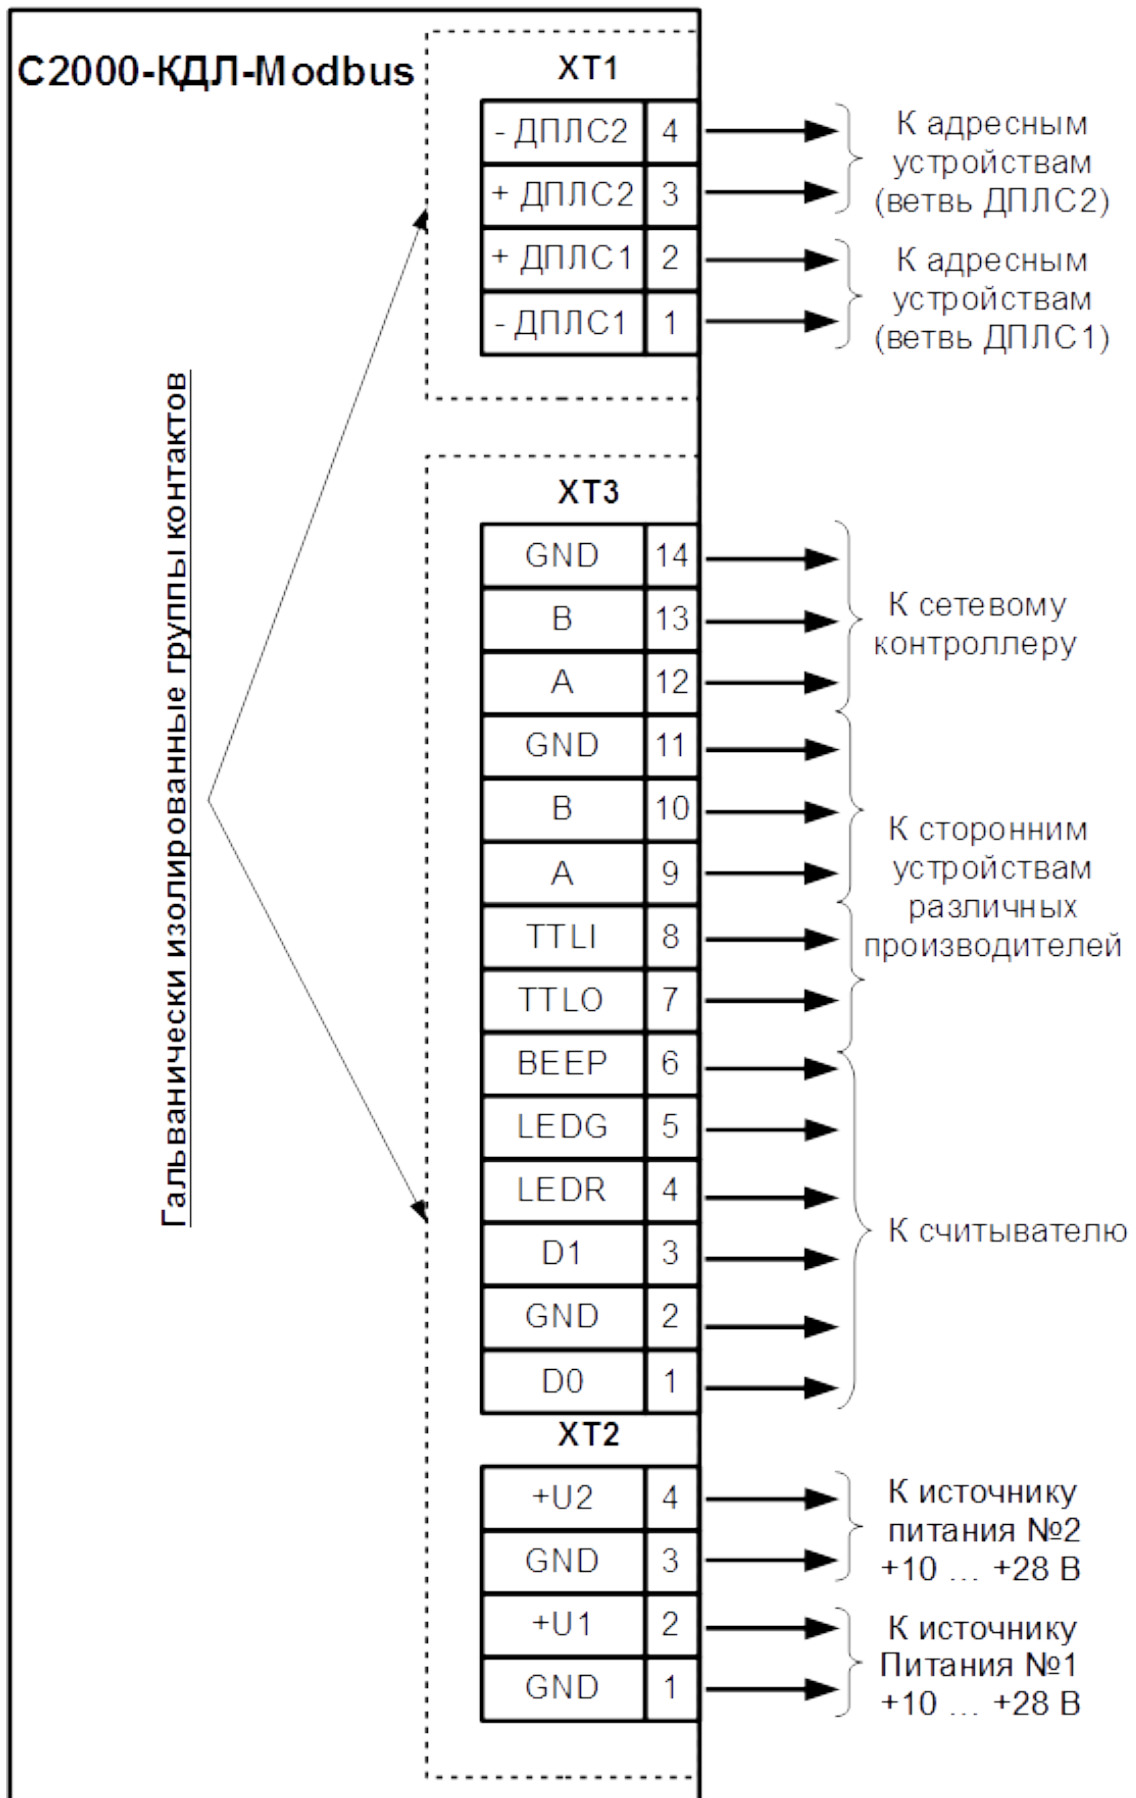 С2000-КДЛ-Modbus
XT1
- ДПЛС2 4
+ ДПЛС2 3
+ ДПЛС1 2
- ДПЛС1 1
К адресным
устройствам
(ветвь ДПЛС2)
К адресным
устройствам
(ветвь ДПЛС1)
Гальванически изолированные группы контактов
XT3
GND 14
B 13
A 12
GND 11
B 10
A 9
TTLI 8
TTLO 7
BEEP 6
LEDG 5
LEDR 4
D1 3
GND 2
D0 1
К сетевому
контроллеру
К сторонним
устройствам
различных
производителей
К считывателю
XT2
+U2 4
GND 3
+U1 2
GND 1
К источнику
питания №2
+10 ... +28 В
К источнику
Питания №1
+10 ... +28 В